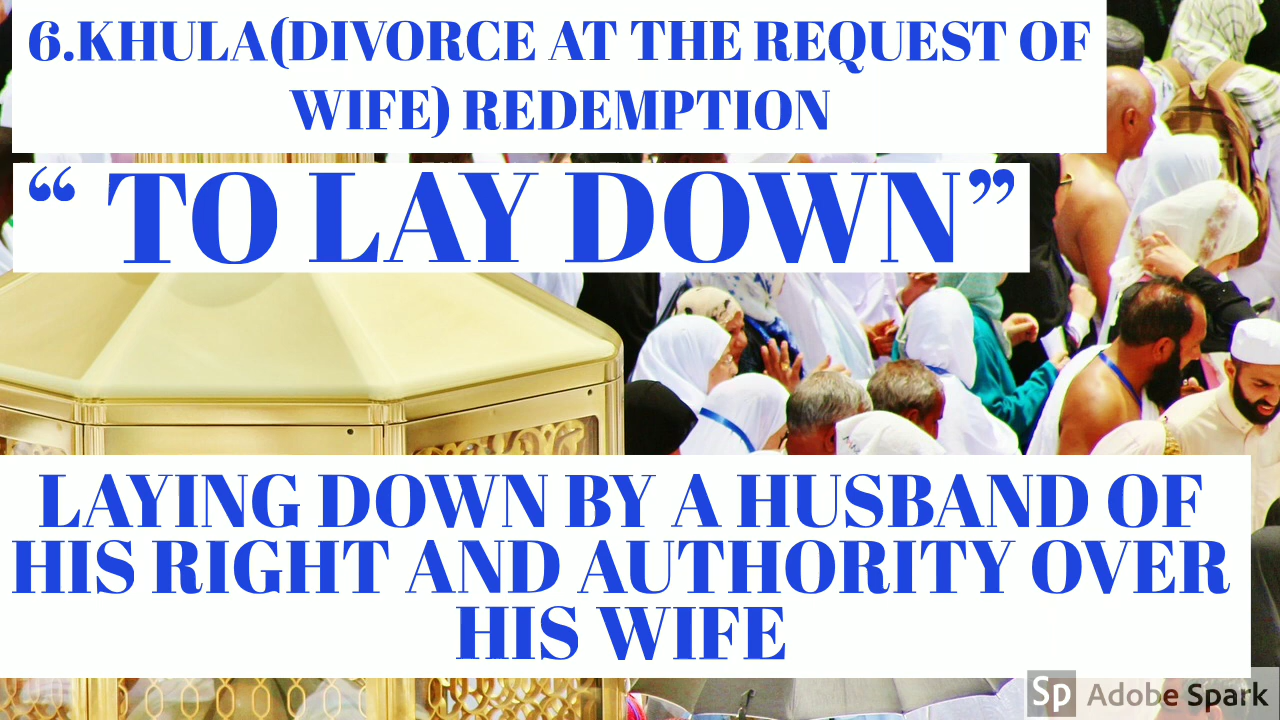 6.KHULA(DIVORCE AT THE REQUEST OF
WIFE) REDEMPTION
“ TO LAY DOWN”
LAYING DOWN BY A HUSBAND OF
HIS RIGHT AND AUTHORITY OVER
HIS WIFE
Sp Adobe Spark